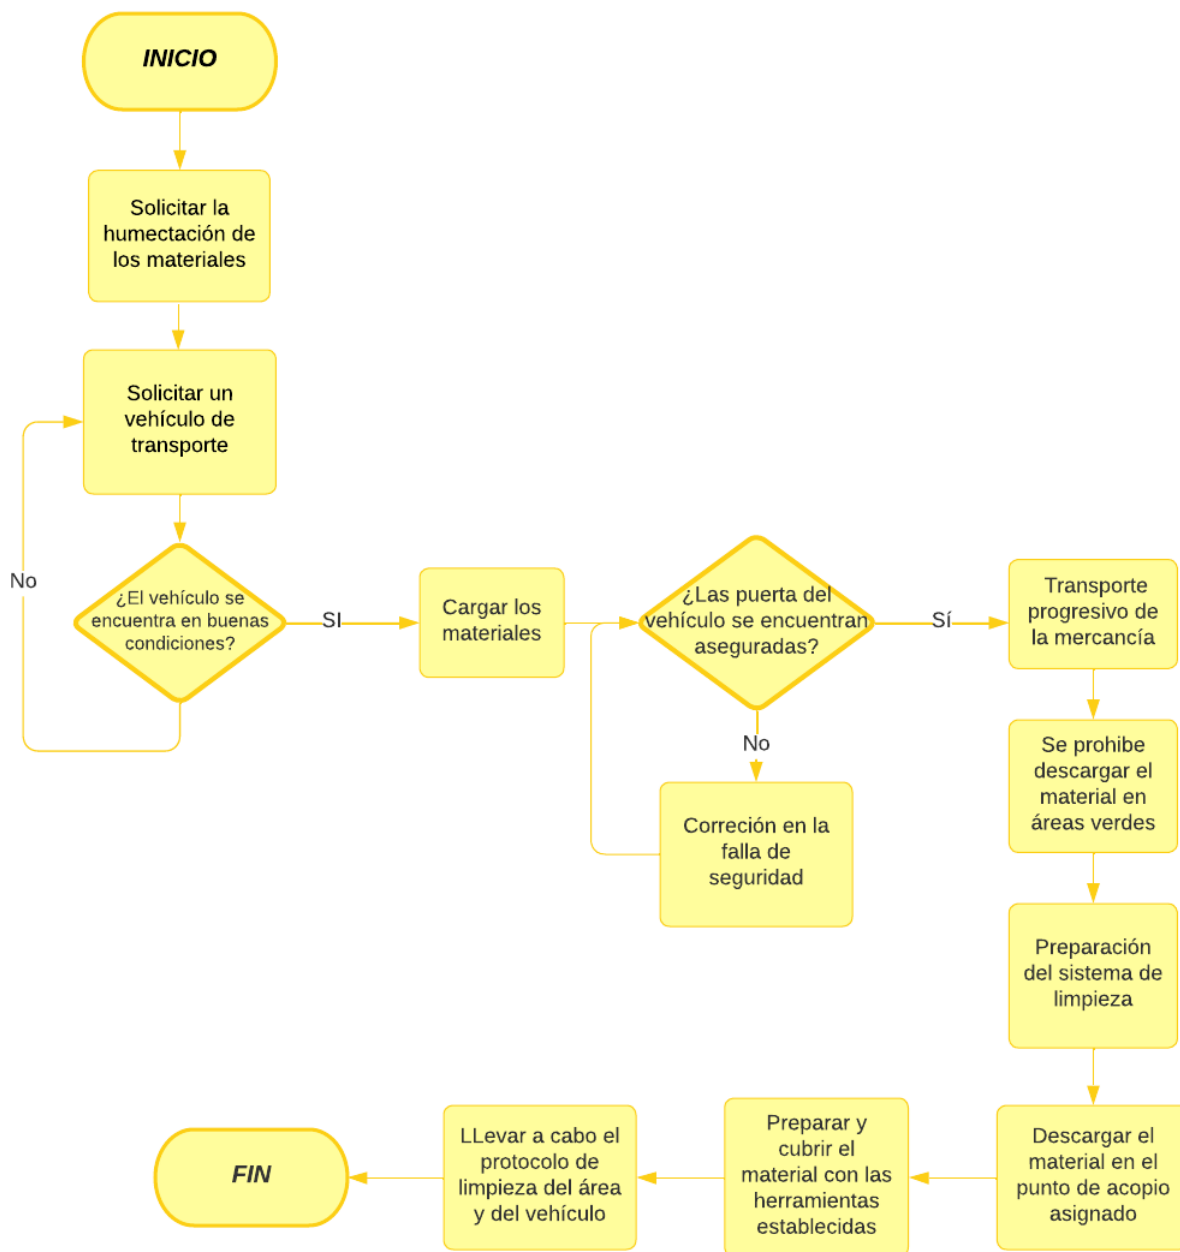 INICIO
Solicitar la
humectación de
los materiales
Solicitar un
vehículo de
transporte
No
¿El vehículo se
encuentra en buenas
condiciones?
SI
Cargar los
materiales
¿Las puerta del
vehículo se encuentran
aseguradas?
Sí
No
Correción en la
falla de
seguridad
Transporte
progresivo de
la mercancía
Se prohibe
descargar el
material en
áreas verdes
Preparación
del sistema de
limpieza
Descargar el
material en el
punto de acopio
asignado
Preparar y
cubrir el
material con las
herramientas
establecidas
LLevar a cabo el
protocolo de
limpieza del área
y del vehículo
FIN